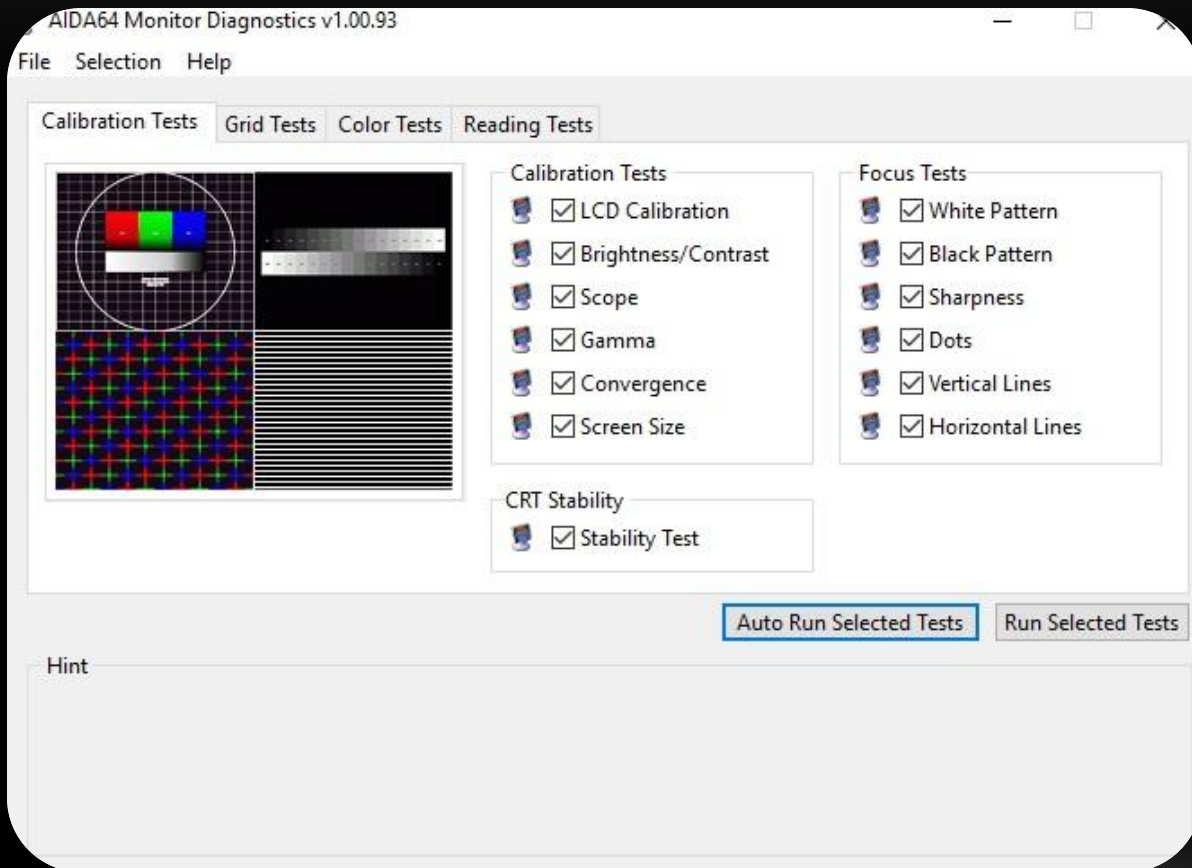 AIDA64 Monitor Diagnostics v1.00.93
File Selection Help
Calibration Tests Grid Tests Color Tests Reading Tests
Calibration Tests
LCD Calibration
Brightness/Contrast
Scope
Gamma
Convergence
Screen Size
Focus Tests
White Pattern
Black Pattern
Sharpness
Dots
Vertical Lines
Horizontal Lines
CRT Stability
Stability Test
Auto Run Selected Tests Run Selected Tests
Hint